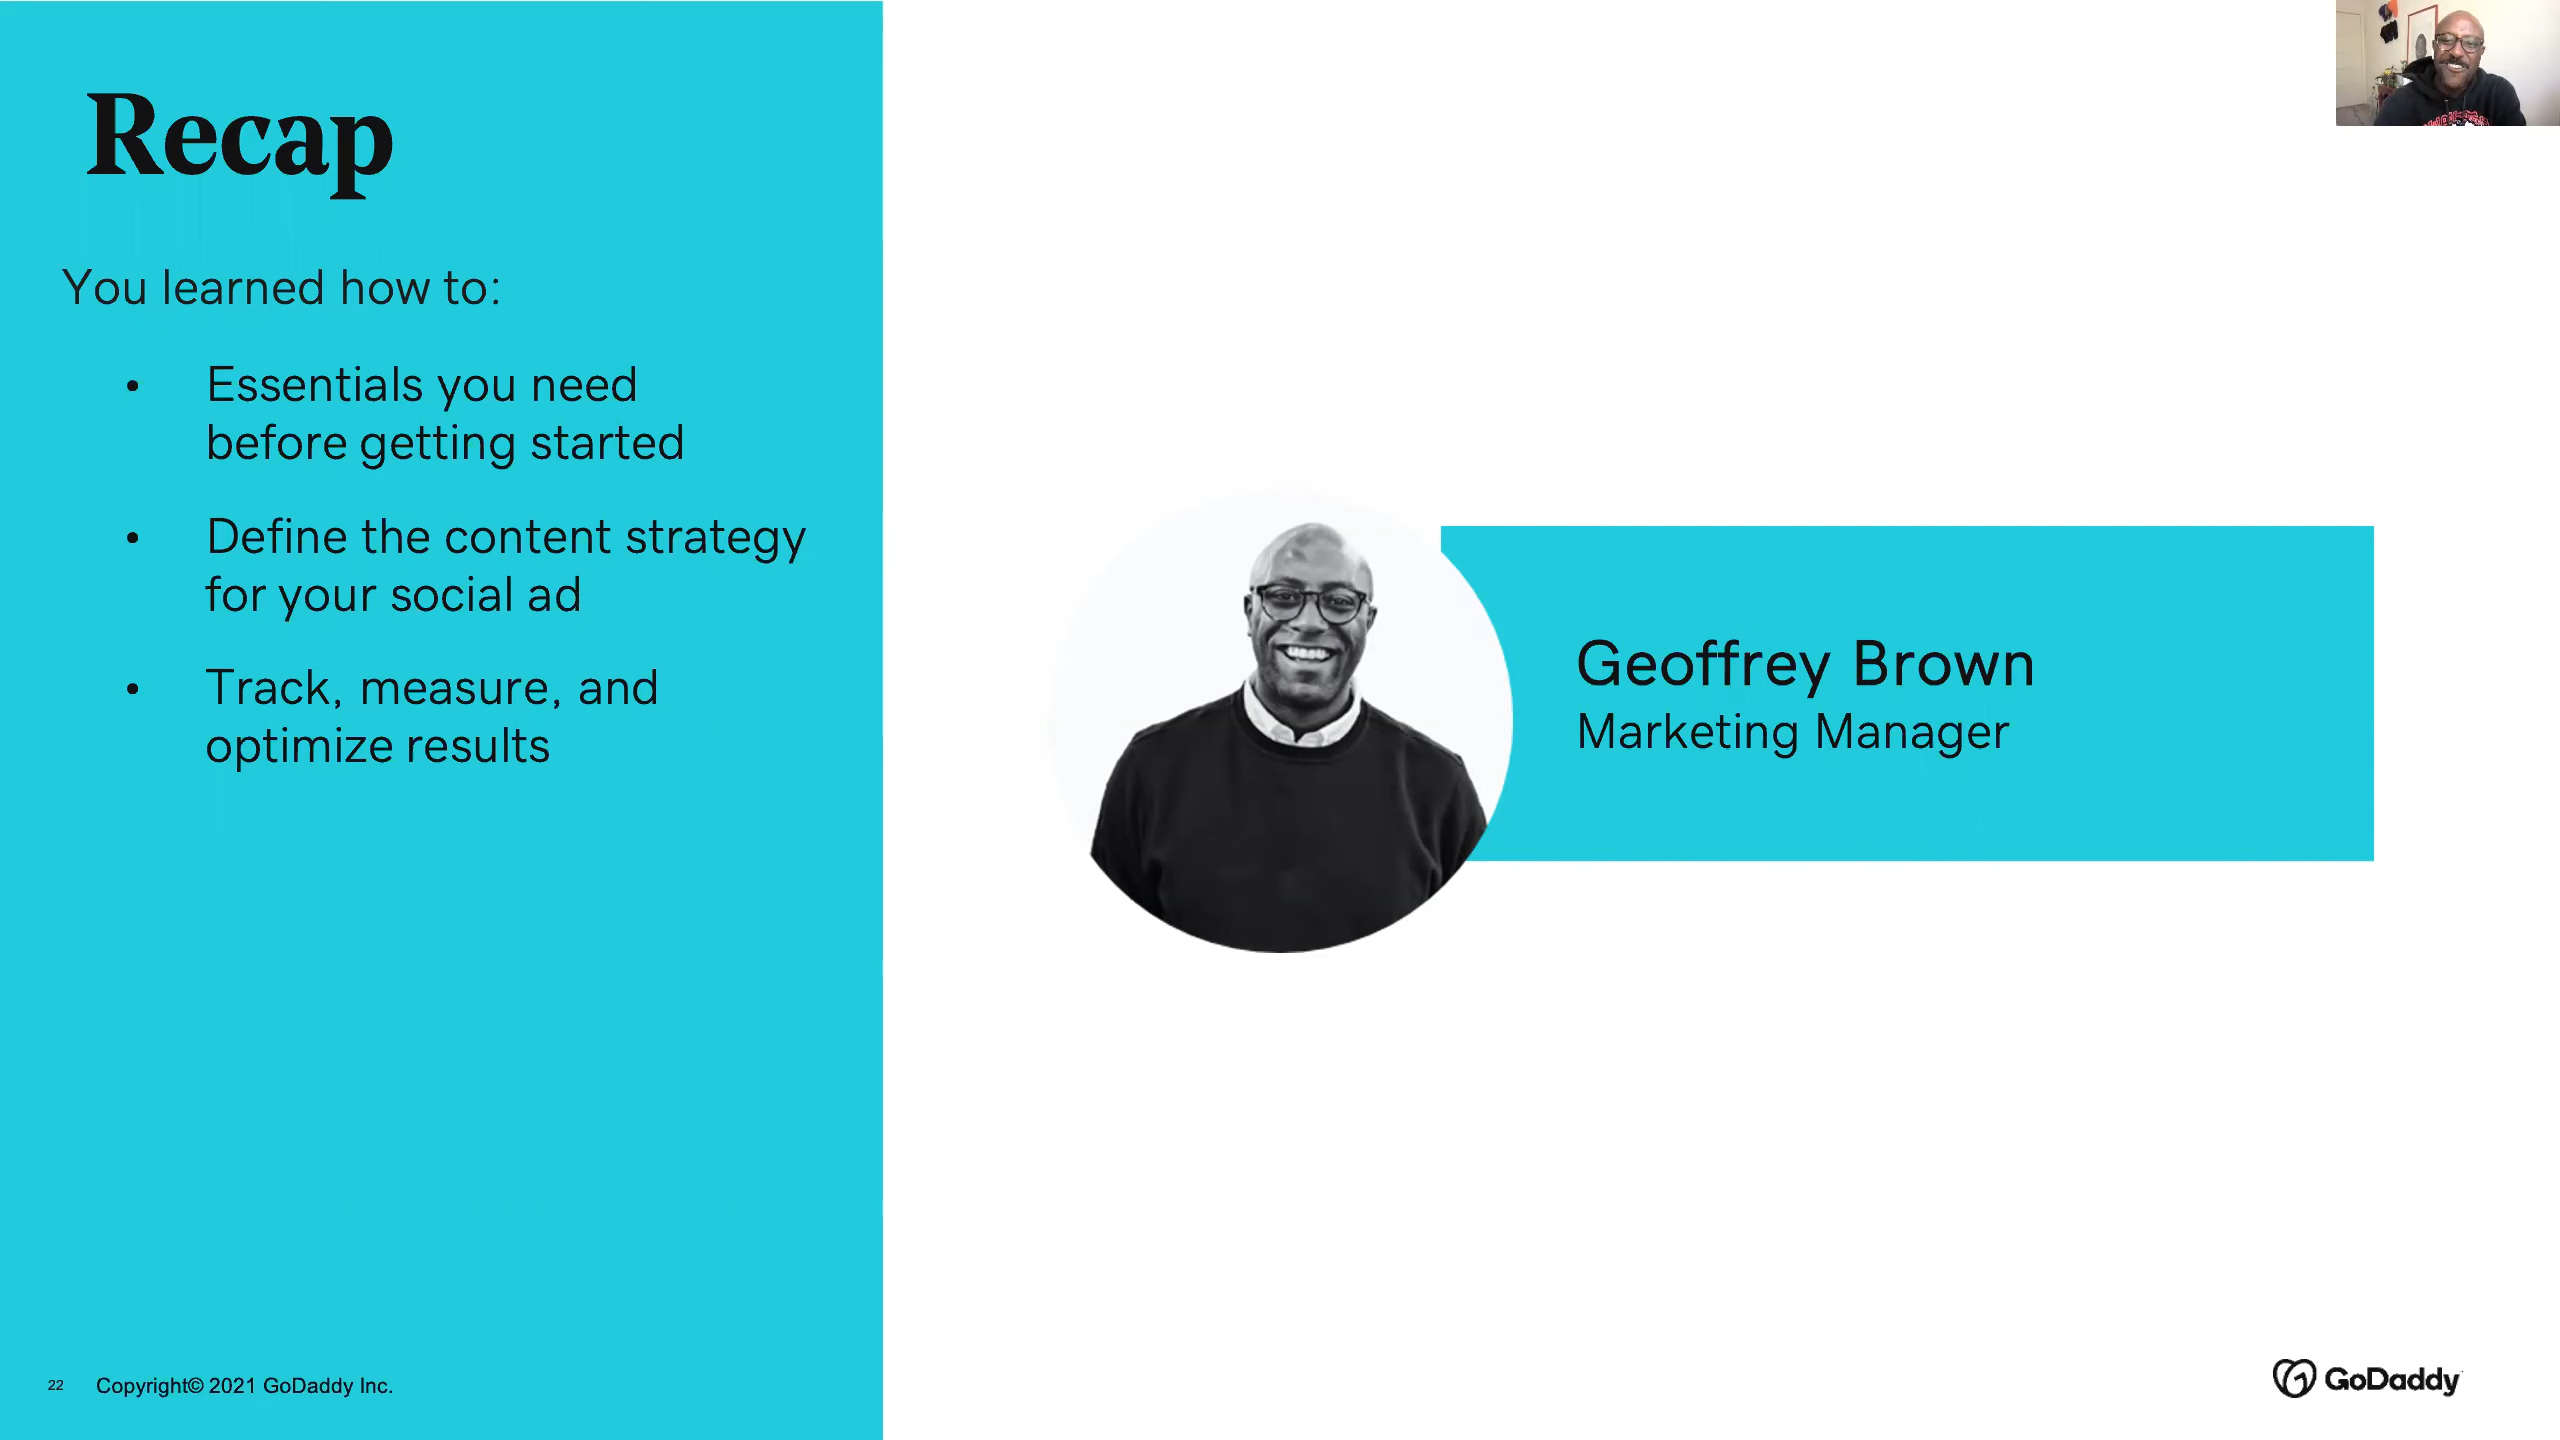 Recap
You learned how to:
• Essentials you need
before getting started
• Define the content strategy
for your social ad
• Track, measure, and
optimize results
Geoffrey Brown
Marketing Manager
22 Copyright© 2021 GoDaddy Inc.
GoDaddy